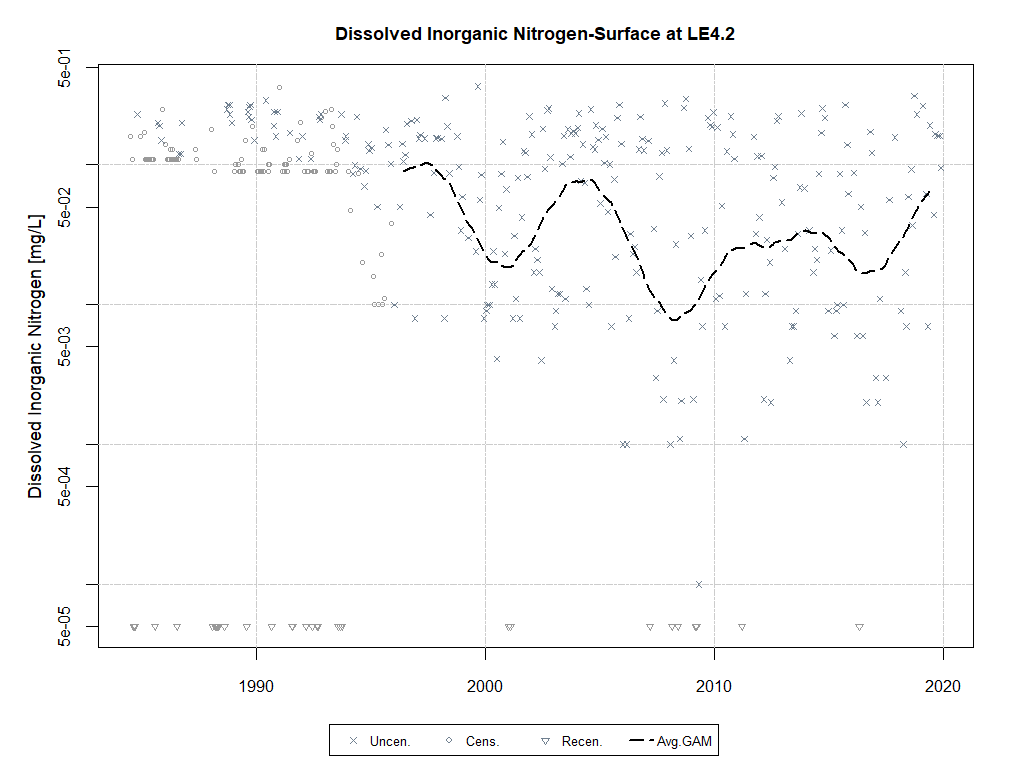 Dissolved Inorganic Nitrogen-Surface at LE4.2
Dissolved Inorganic Nitrogen [mg/L]
5e-01
5e-02
5e-03
5e-04
5e-05
1990 2000 2010 2020
Uncen. Cens. Recen. Avg.GAM